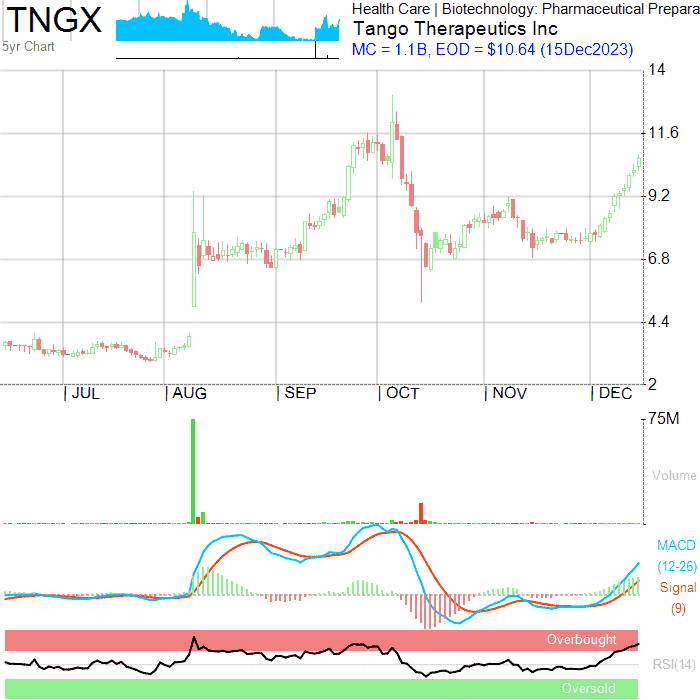 TNGX
5yr Chart
Health Care | Biotechnology: Pharmaceutical Prepara
Tango Therapeutics Inc
MC = 1.1B, EOD = $10.64 (15Dec2023)
14
11.6
9.2
6.8
4.4
2
JUL
AUG
SEP
OCT
NOV
DEC
75M
Volume
MACD
(12-26)
Signal
(9)
Overbought
RSI(14)
Oversold